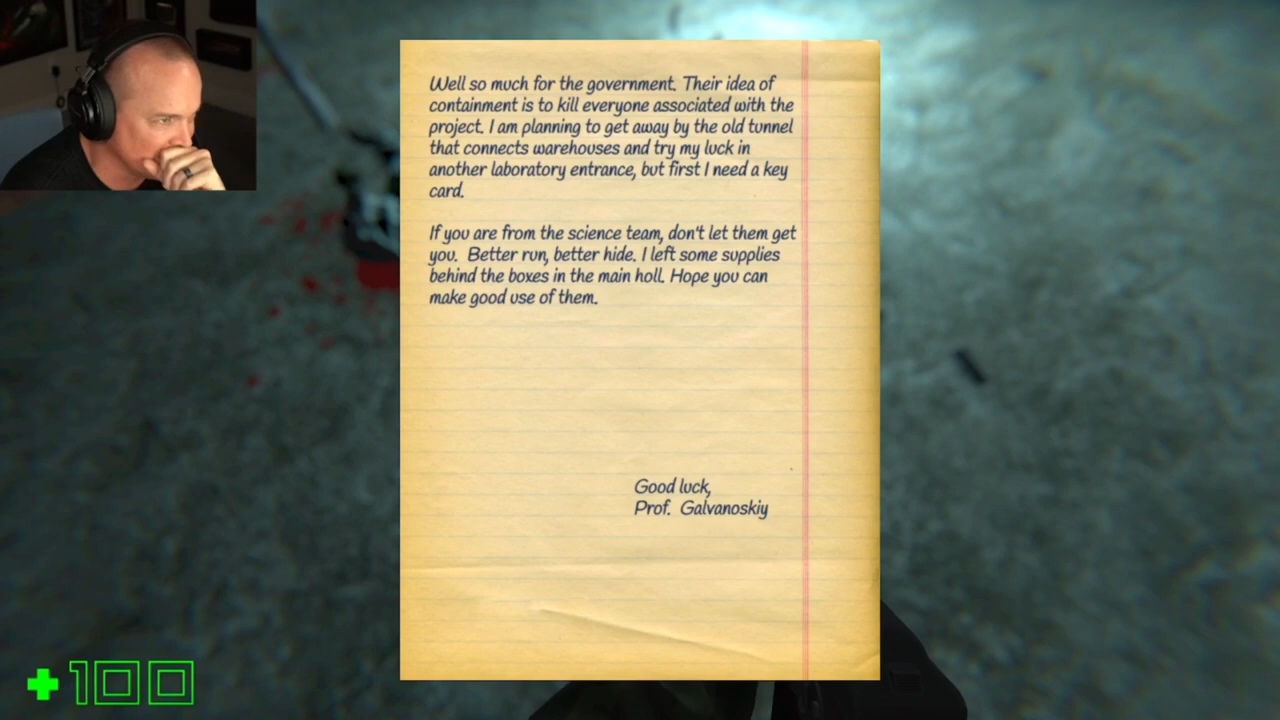 Well so much for the government. Their idea of
containment is to kill everyone associated with the
project. I am planning to get away by the old tunnel
that connects warehouses and try my luck in
another laboratory entrance, but first I need a key
card.
If you are from the science team, don't let them get
you. Better run, better hide. I left some supplies
behind the boxes in the main holl. Hope you can
make good use of them.
Good luck,
Prof. Galvanoskiy
100